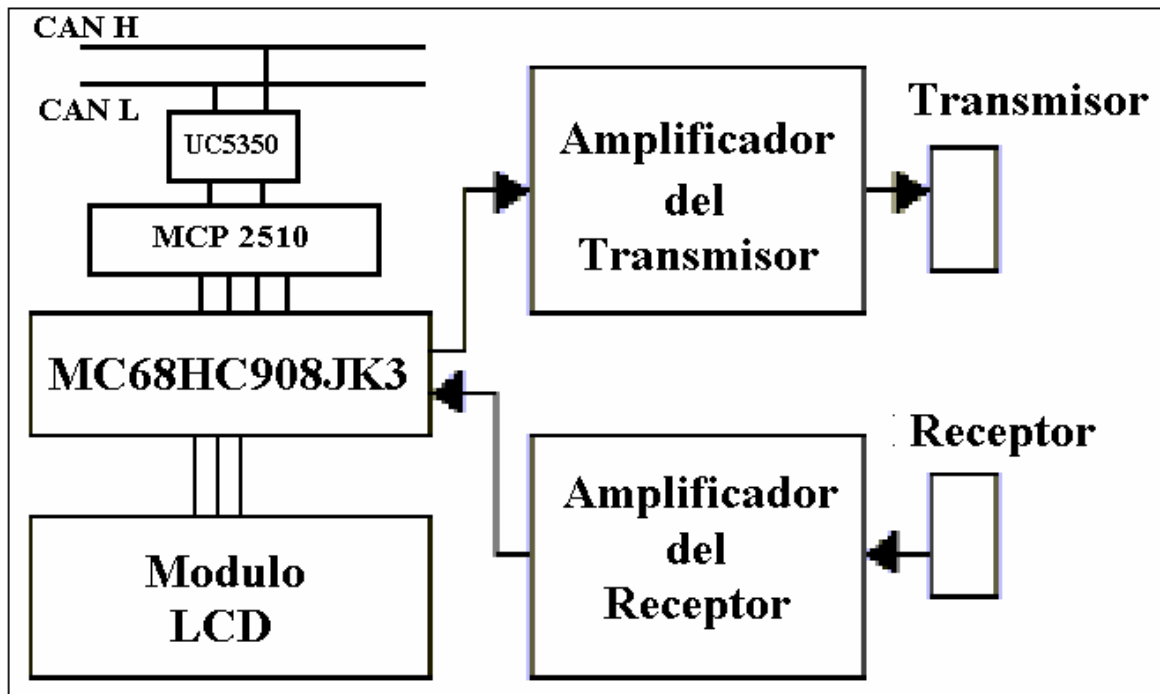 CAN H
CAN L
UC5350
MCP 2510
MC68HC908JK3
Modulo
LCD
Amplificador
del
Transmisor
Transmisor
Amplificador
del
Receptor
Receptor